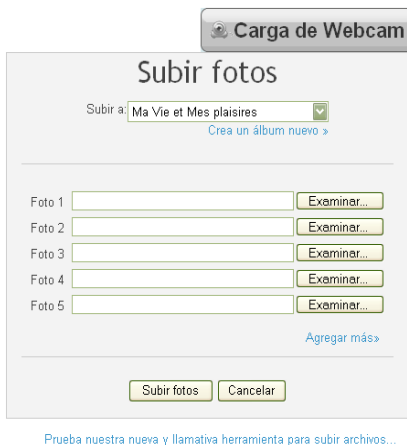 Carga de Webcam
Subir fotos
Subir a: Ma Vie et Mes plaisires
Crea un álbum nuevo »
Foto 1 Examinar...
Foto 2 Examinar...
Foto 3 Examinar...
Foto 4 Examinar...
Foto 5 Examinar...
Agregar más»
Subir fotos Cancelar
Prueba nuestra nueva y llamativa herramienta para subir archivos...